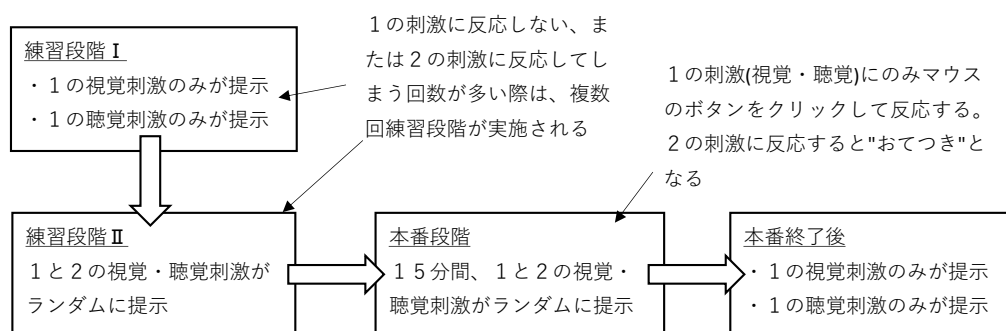 練習段階Ⅰ
・１の視覚刺激のみが提示
・１の聴覚刺激のみが提示
１の刺激に反応しない、ま
たは２の刺激に反応してし
まう回数が多い際は、複数
回練習段階が実施される
１の刺激(視覚・聴覚)にのみマウス
のボタンをクリックして反応する。
２の刺激に反応すると"おてつき"と
なる
練習段階Ⅱ
１と２の視覚・聴覚刺激が
ランダムに提示
本番段階
１５分間、１と２の視覚・
聴覚刺激がランダムに提示
本番終了後
・１の視覚刺激のみが提示
・１の聴覚刺激のみが提示